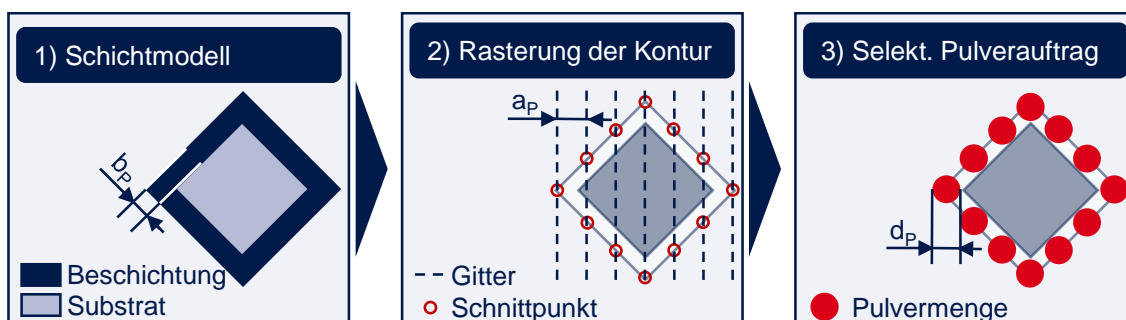 1) Schichtmodell
bP
Beschichtung
Substrat
2) Rasterung der Kontur
aP
Gitter
Schnittpunkt
3) Selekt. Pulverauftrag
dP
Pulvermenge